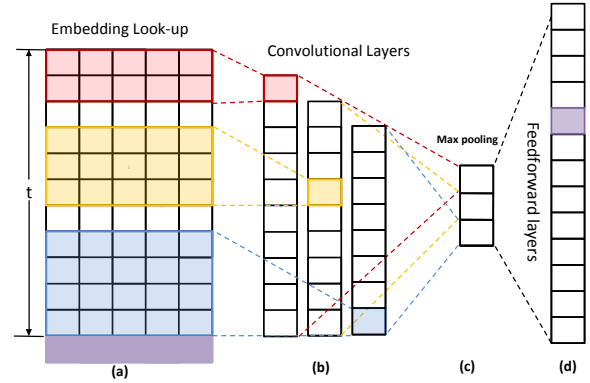 Embedding Look-up
Convolutional Layers
Max pooling
Feedforward layers
t
(a)
(b)
(c)
(d)